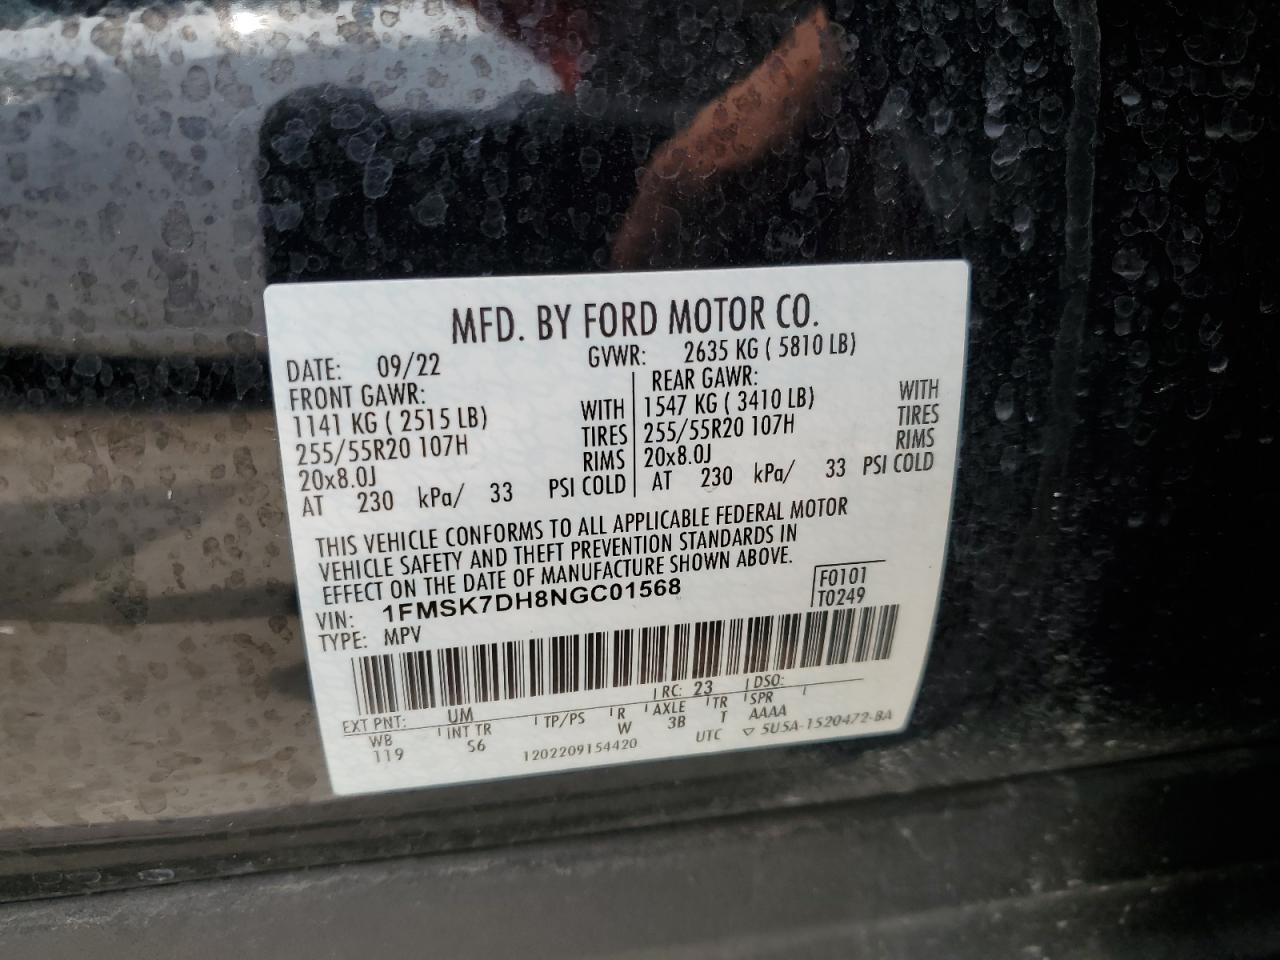 MFD. BY FORD MOTOR CO.
DATE: 09/22 GVWR: 2635 KG ( 5810 LB)
FRONT GAWR: REAR GAWR:
1141 KG ( 2515 LB) WITH 1547 KG ( 3410 LB) WITH
255/55R20 107H TIRES 255/55R20 107H TIRES
20x8.0J RIMS 20x8.0J RIMS
AT 230 kPa/ 33 PSI COLD AT 230 kPa/ 33 PSI COLD
THIS VEHICLE CONFORMS TO ALL APPLICABLE FEDERAL MOTOR
VEHICLE SAFETY AND THEFT PREVENTION STANDARDS IN
EFFECT ON THE DATE OF MANUFACTURE SHOWN ABOVE.
VIN: 1FMSK7DH8NGC01568 F0101
TYPE: MPV T0249
EXT PNT: UM RC: 23 DSO:
WB INT TR TP/PS R AXLE TR SPR
119 S6 W 3B T AAAA
1202209154420 UTC ▽ 5U5A-1520472-BA